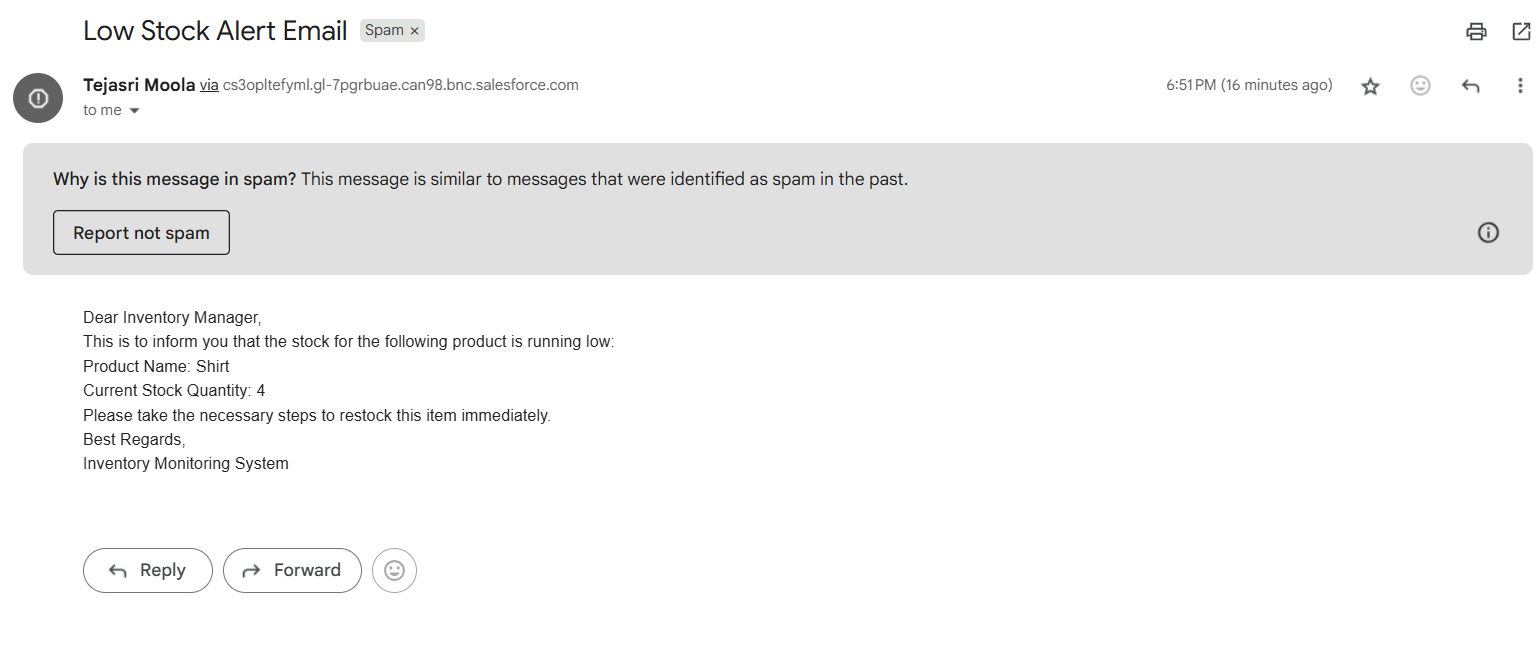 Low Stock Alert Email Spam ×
Tejasri Moola via cs3opltefyml.gl-7pgrbuae.can98.bnc.salesforce.com 6:51 PM (16 minutes ago)
to me
Why is this message in spam? This message is similar to messages that were identified as spam in the past.
Report not spam
Dear Inventory Manager,
This is to inform you that the stock for the following product is running low:
Product Name: Shirt
Current Stock Quantity: 4
Please take the necessary steps to restock this item immediately.
Best Regards,
Inventory Monitoring System
Reply Forward